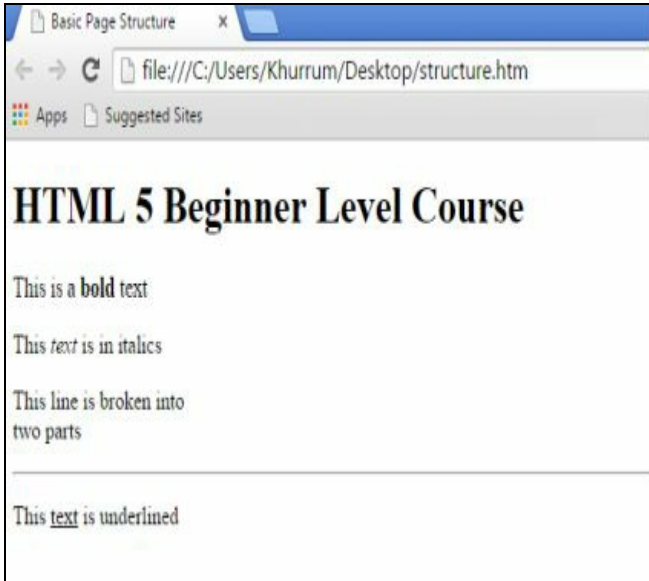 Basic Page Structure
file:///C:/Users/Khurrum/Desktop/structure.htm
Apps Suggested Sites
HTML 5 Beginner Level Course
This is a bold text
This text is in italics
This line is broken into
two parts
This text is underlined